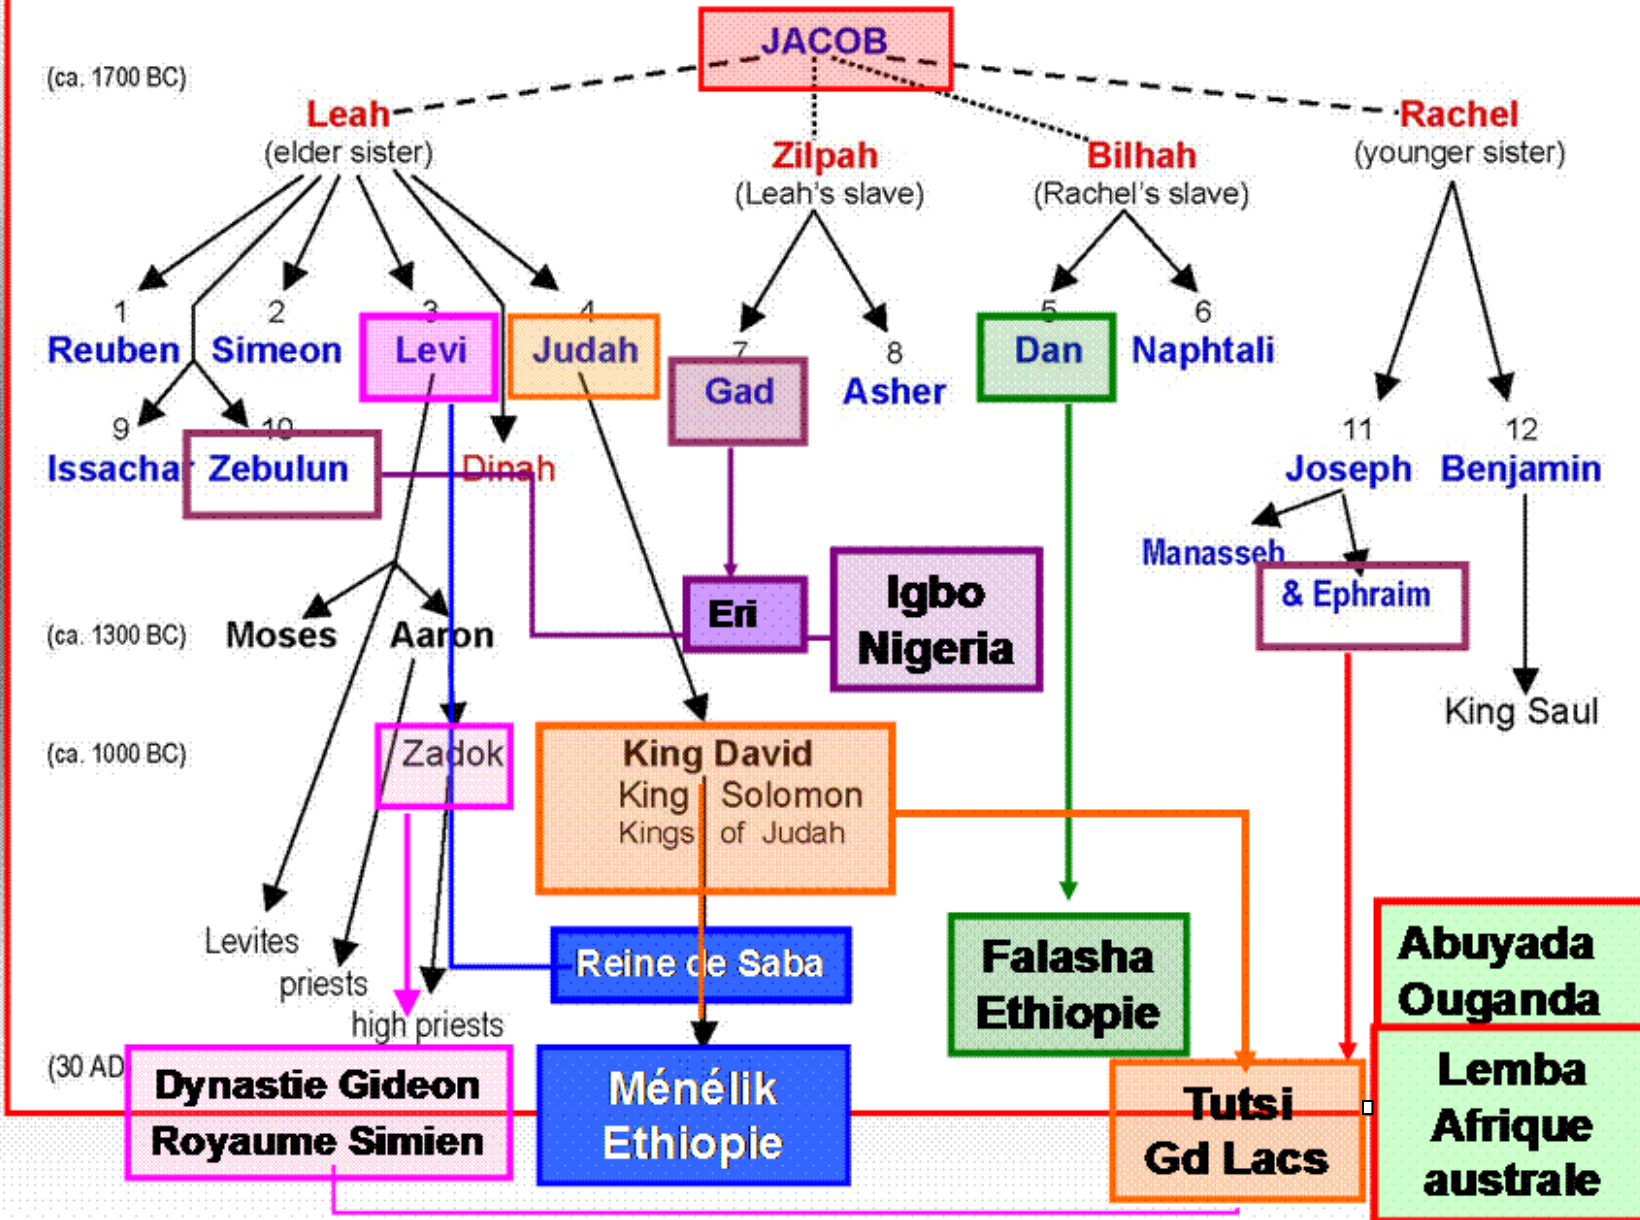 JACOB
(ca. 1700 BC)
Leah
(elder sister)
Zilpah
(Leah's slave)
Bilhah
(Rachel's slave)
Rachel
(younger sister)
1
Reuben
2
Simeon
3
Levi
4
Judah
7
Gad
8
Asher
5
Dan
6
Naphtali
9
Issachar
10
Zebulun
Dinah
11
Joseph
12
Benjamin
Manasseh
& Ephraim
(ca. 1300 BC)
Moses
Aaron
Eri
Igbo
Nigeria
King Saul
(ca. 1000 BC)
Zadok
King David
King Solomon
Kings of Judah
Levites
priests
high priests
Reine de Saba
Falasha
Ethiopie
Abuyada
Ouganda
(30 AD
Dynastie Gideon
Royaume Simien
Ménélik
Ethiopie
Tutsi
Gd Lacs
Lemba
Afrique
australe